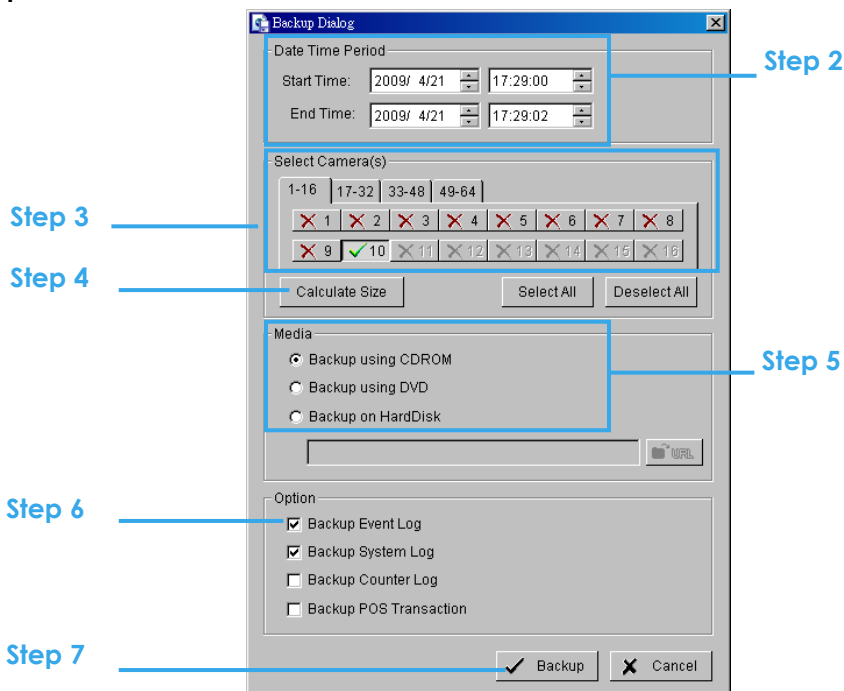 Backup Dialog
Date Time Period
Step 2
Start Time: 2009/ 4/21 17:29:00
End Time: 2009/ 4/21 17:29:02
Select Camera(s)
1-16 17-32 33-48 49-64
Step 3
1 2 3 4 5 6 7 8
9 10 11 12 13 14 15 16
Step 4
Calculate Size Select All Deselect All
Media
Backup using CDROM
Step 5
Backup using DVD
Backup on HardDisk
URL
Option
Step 6
Backup Event Log
Backup System Log
Backup Counter Log
Backup POS Transaction
Step 7
Backup Cancel